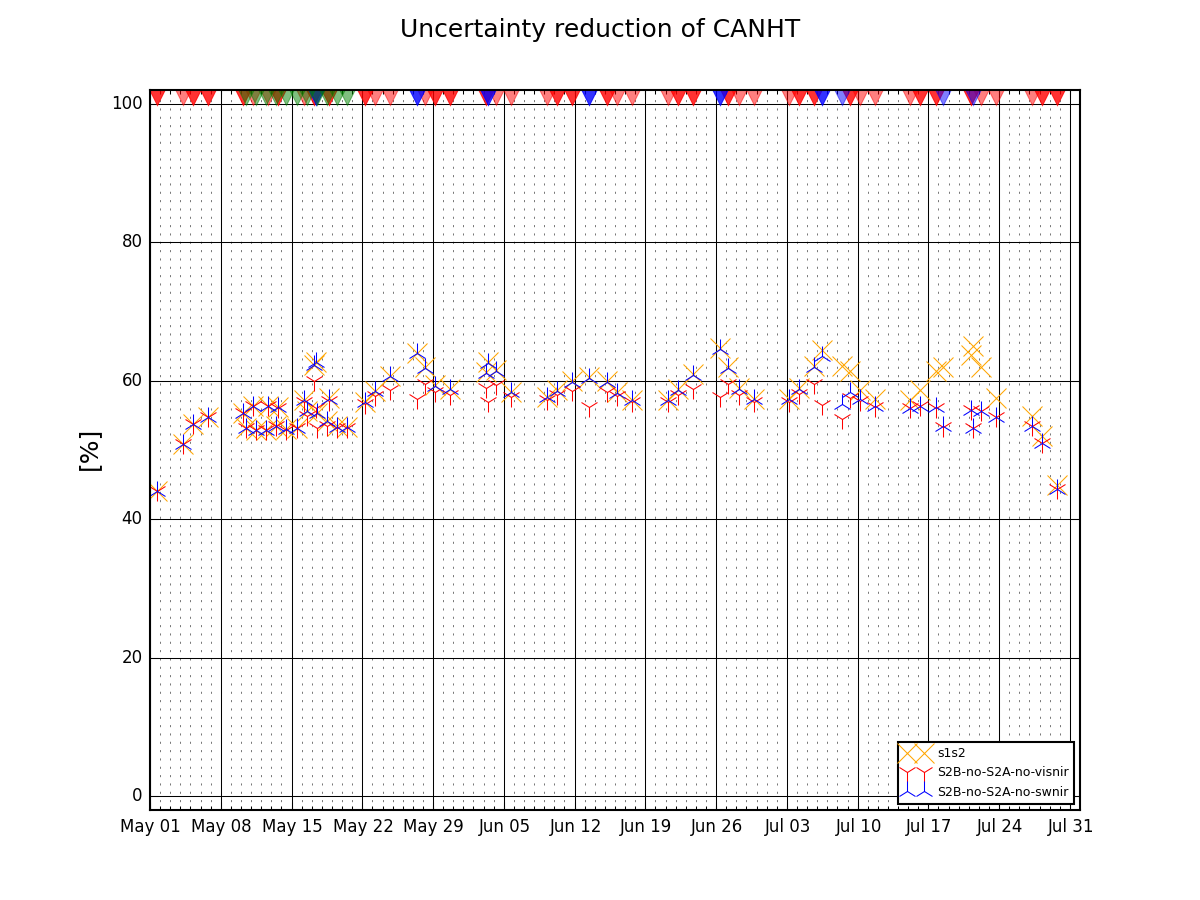 Uncertainty reduction of CANHT
[%]
100
80
60
40
20
0
s1s2
S2B-no-S2A-no-visnir
S2B-no-S2A-no-swnir
May 01 May 08 May 15 May 22 May 29 Jun 05 Jun 12 Jun 19 Jun 26 Jul 03 Jul 10 Jul 17 Jul 24 Jul 31